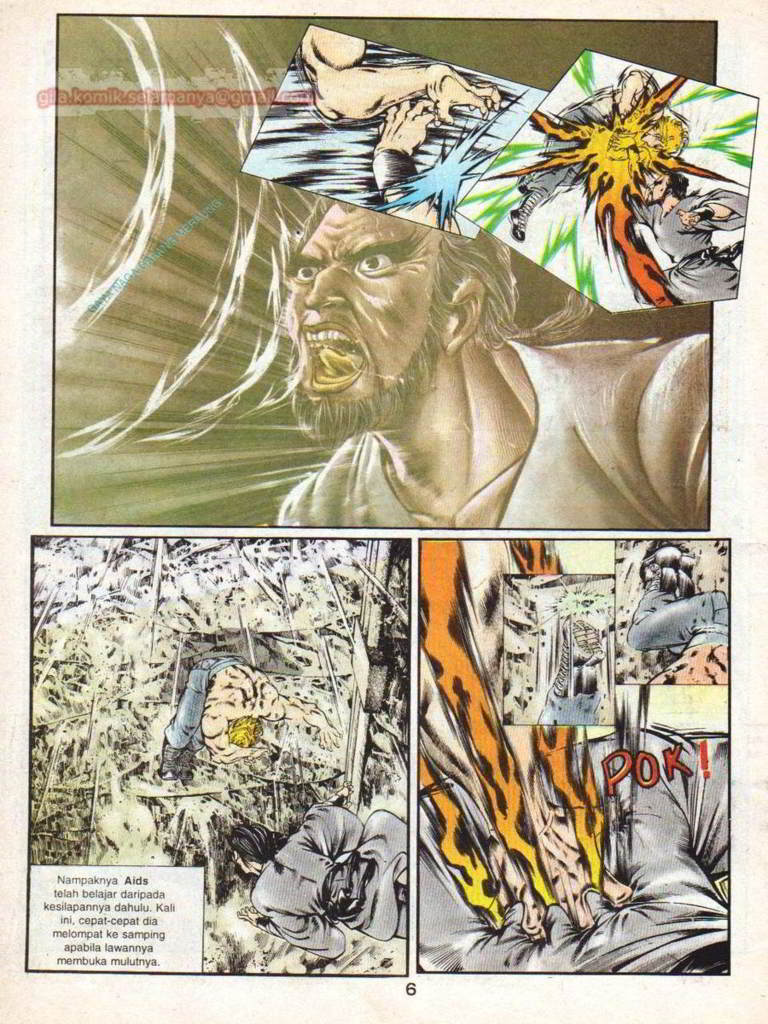 gila.komik.selamanya@gmail.com
POK!
Nampaknya Aids
telah belajar daripada
kesilapannya dahulu. Kali
ini, cepat-cepat dia
melompat ke samping
apabila lawannya
membuka mulutnya.
6